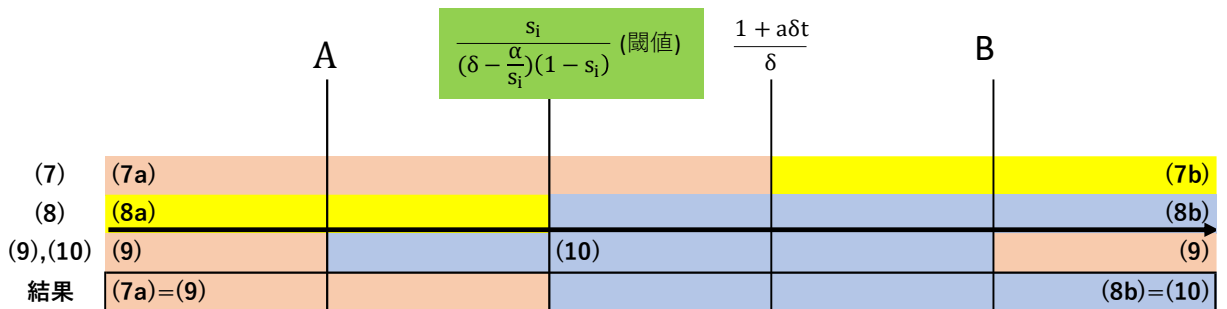 A
sᵢ / (δ − α/sᵢ)(1 − sᵢ) (閾値)
1 + aδt / δ
B
(7) (7a) (7b)
(8) (8a) (8b)
(9),(10) (9) (10) (9)
結果 (7a)=(9) (8b)=(10)